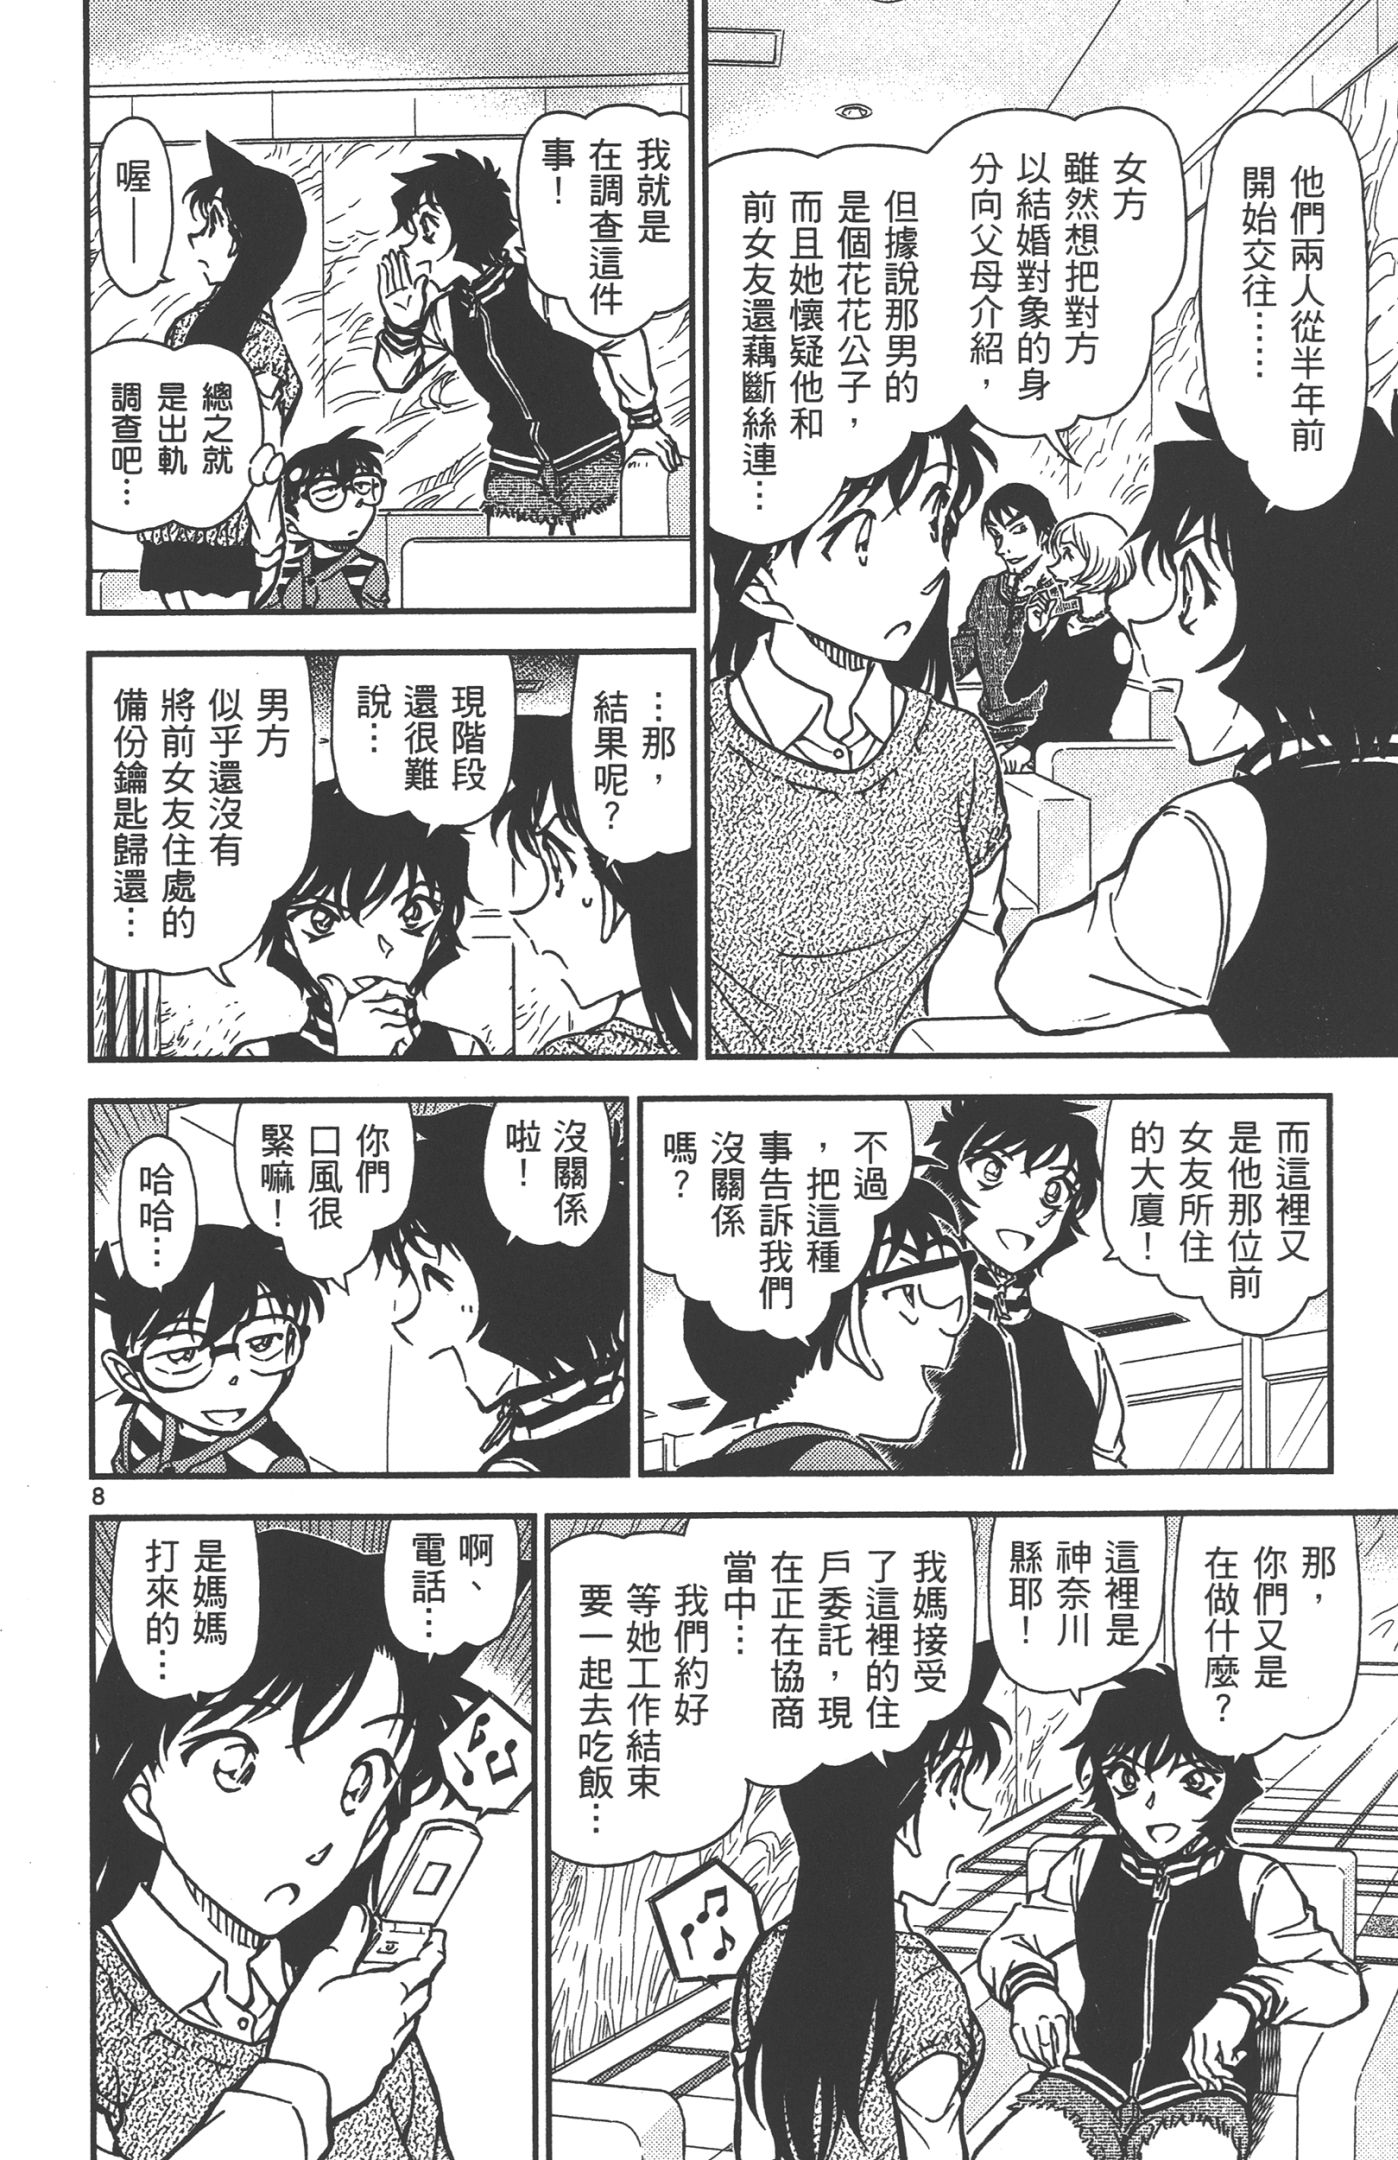 他們兩人從半年前
開始交往……
女方
雖然想把對方
以結婚對象的身
分向父母介紹，
但據說那男的
是個花花公子，
而且她懷疑他和
前女友還藕斷絲連…
我就是
在調查這件
事！
喔——
總之就
是出軌
調查吧…
…那，
結果呢？
現階段
還很難
說…
男方
似乎還沒有
將前女友住處的
備份鑰匙歸還…
而這裡又
是他那位前
女友所住
的大廈！
不過
，把這種
事告訴我們
沒關係
嗎？
沒關係
啦！
你們
口風很
緊嘛！
哈
哈…
那，
你們又是
在做什麼？
這裡是
神奈川
縣耶！
我媽接受
了這裡的住
戶委託，現
在正在協商
當中…
我們約好
等她工作結束
要一起去吃飯…
啊、
電話…
是媽媽
打來的…
8